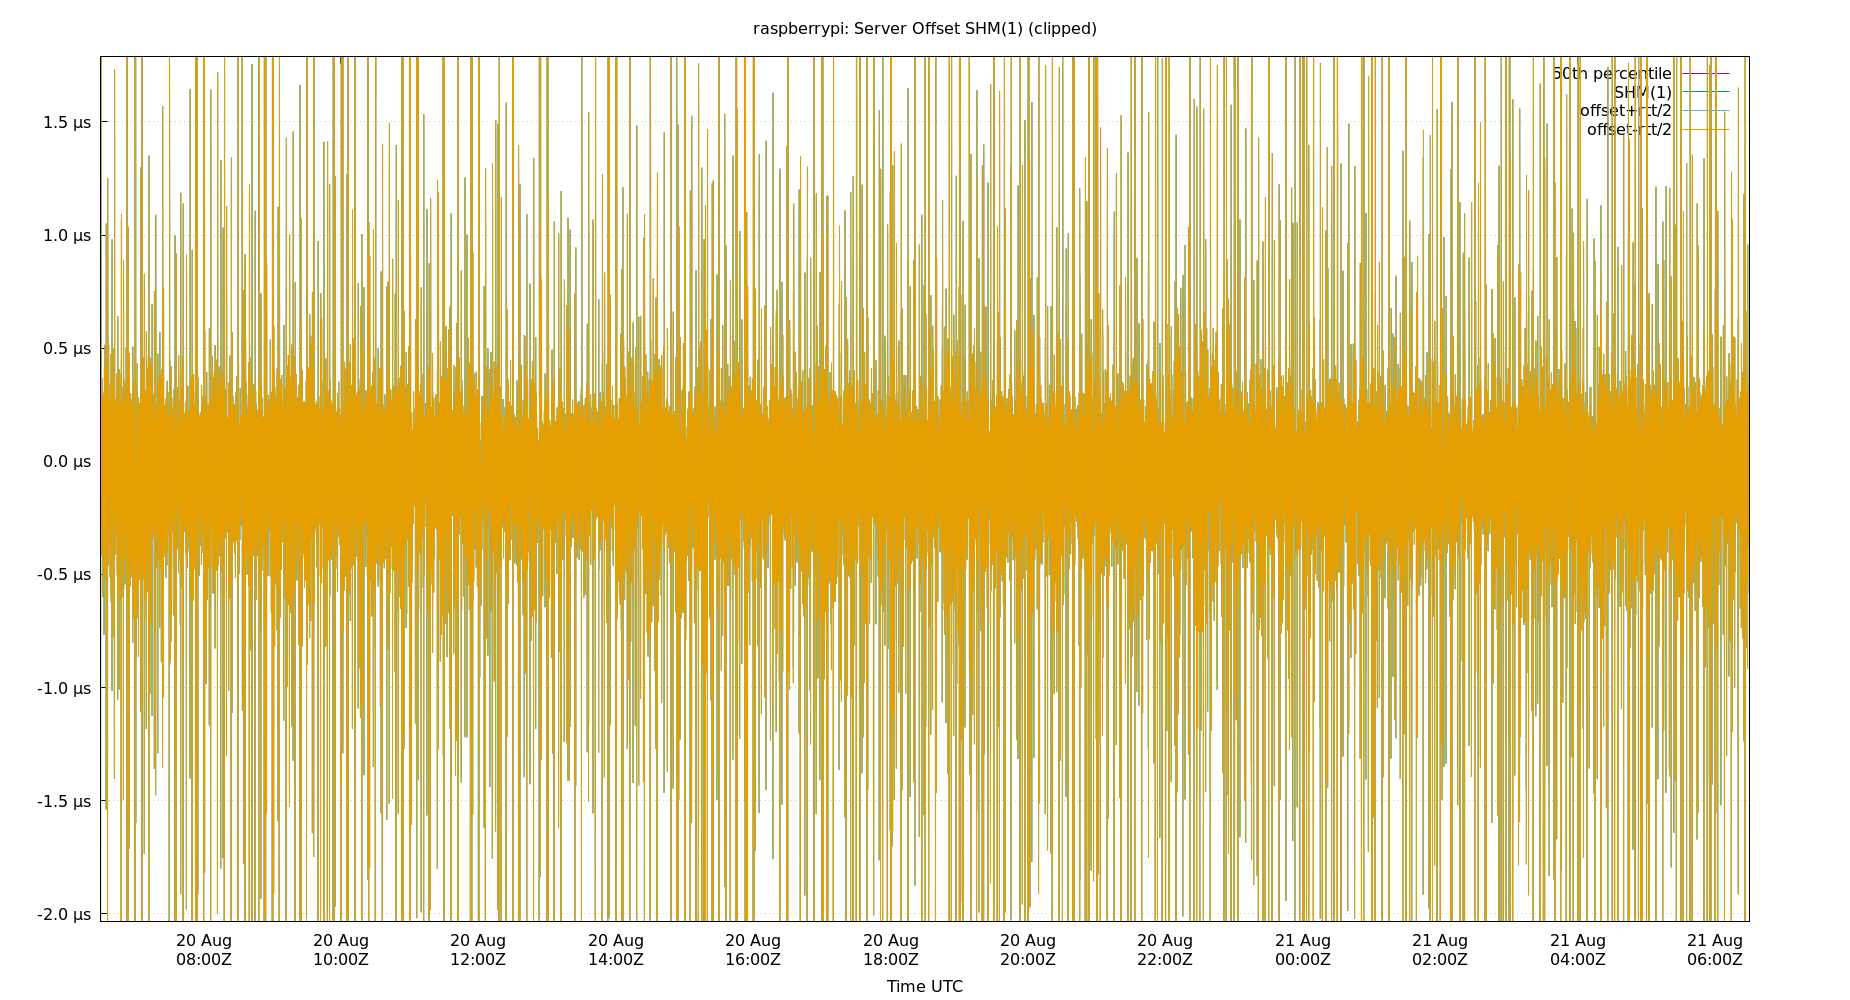 raspberrypi: Server Offset SHM(1) (clipped)
50th percentile
SHM(1)
offset+rtt/2
offset-rtt/2
1.5 µs
1.0 µs
0.5 µs
0.0 µs
-0.5 µs
-1.0 µs
-1.5 µs
-2.0 µs
20 Aug 20 Aug 20 Aug 20 Aug 20 Aug 20 Aug 20 Aug 20 Aug 21 Aug 21 Aug 21 Aug 21 Aug
08:00Z 10:00Z 12:00Z 14:00Z 16:00Z 18:00Z 20:00Z 22:00Z 00:00Z 02:00Z 04:00Z 06:00Z
Time UTC